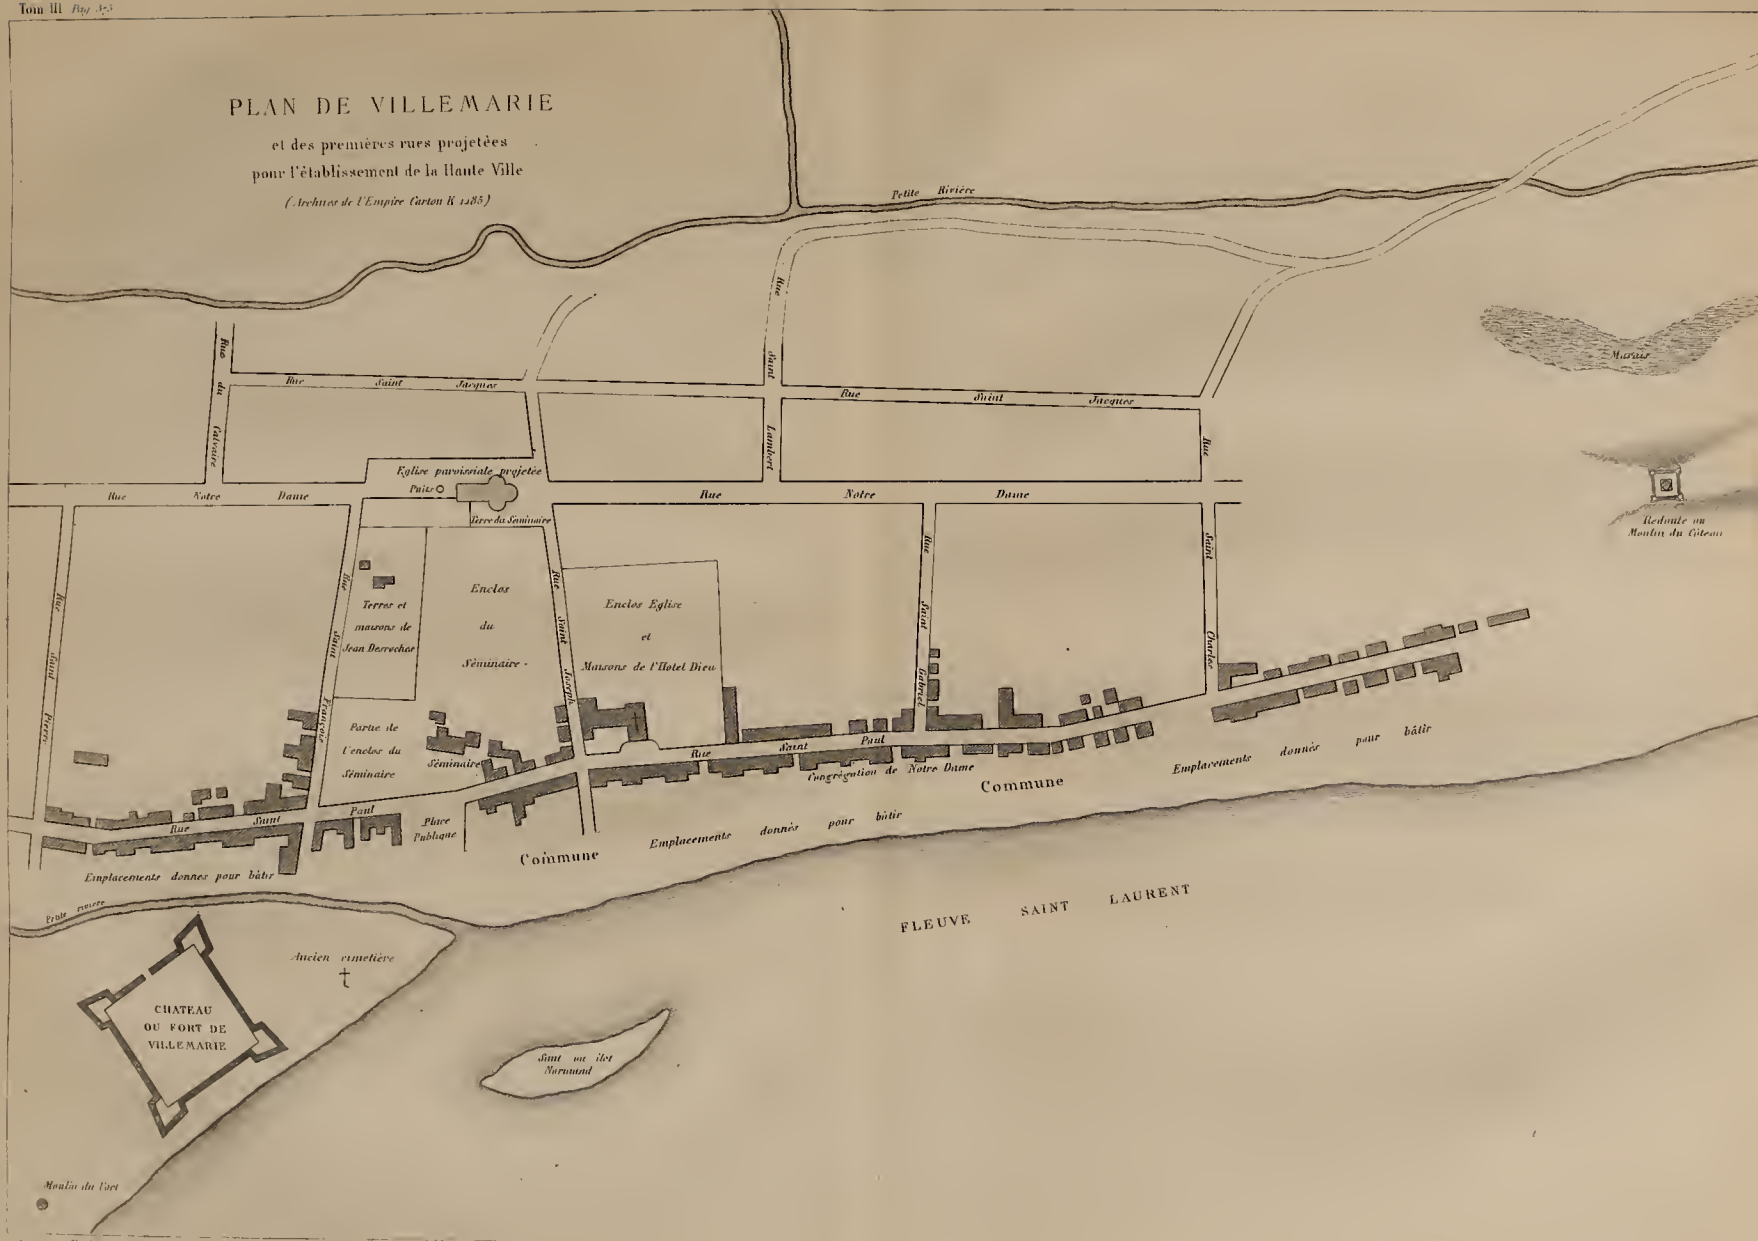 Tom III Pag
PLAN DE VILLEMARIE
et des premières rues projetées
pour l'établissement de la Haute Ville
(Archives de l'Empire Carton K 1283)
Petite Rivière
Rue Saint Lambert
Marais
Rue du Calvaire
Rue Saint Jacques
Rue Saint Jacques
Eglise paroissiale projetée
Puits
Terre du Séminaire
Rue Notre Dame
Rue Notre Dame
Redoute ou
Moulin du Côteau
Rue Saint Pierre
Rue Saint François
Rue Saint Joseph
Rue Saint Gabriel
Rue Saint Charles
Terres et
maisons de
Jean Desroches
Enclos
du
Séminaire
Enclos Eglise
et
Maisons de l'Hotel Dieu
Partie de
l'enclos du
Séminaire
Séminaire
Rue Saint Paul
Rue Saint Paul
Place
Publique
Congrégation de Notre Dame
Commune
Commune
Emplacements donnés pour bâtir
Emplacements donnés pour bâtir
Emplacements donnes pour bâtir
Petite riviere
FLEUVE SAINT LAURENT
Ancien cimetière
CHATEAU
OU FORT DE
VILLEMARIE
ou ilet
Normand
Moulin du Fort